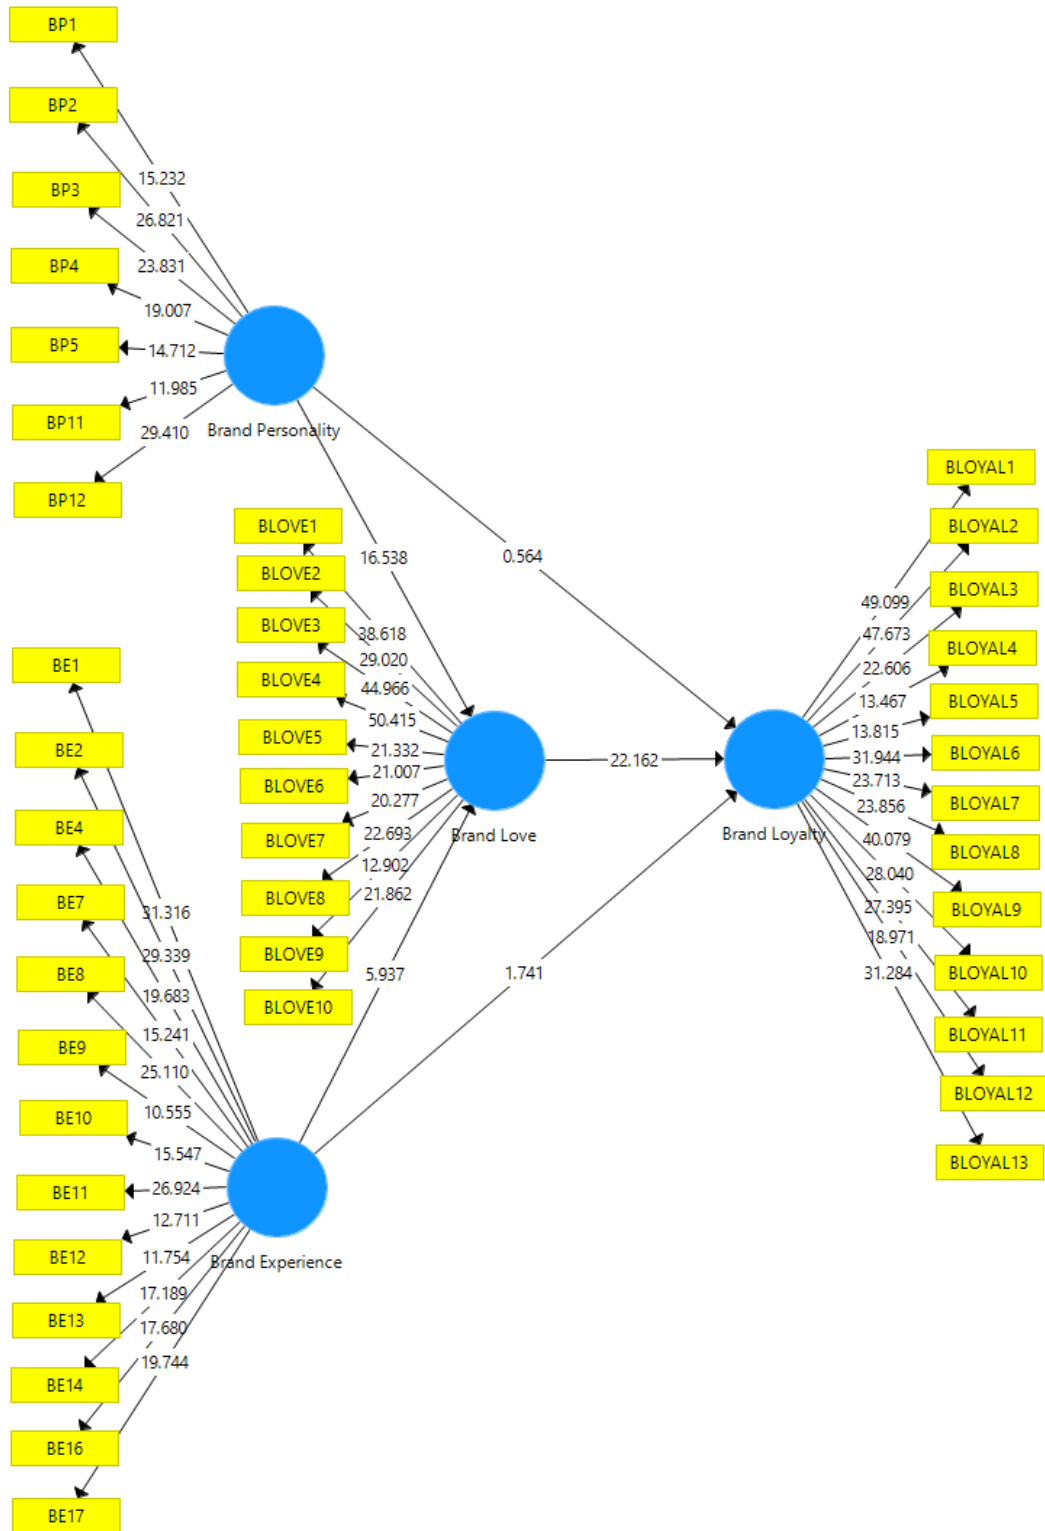 BP1
BP2
BP3
BP4
BP5
BP11
BP12
15.232
26.821
23.831
19.007
14.712
11.985
29.410
Brand Personality
16.538
0.564
BLOVE1
BLOVE2
BLOVE3
BLOVE4
BLOVE5
BLOVE6
BLOVE7
BLOVE8
BLOVE9
BLOVE10
38.618
29.020
44.966
50.415
21.332
21.007
20.277
22.693
12.902
21.862
Brand Love
22.162
5.937
1.741
BE1
BE2
BE4
BE7
BE8
BE9
BE10
BE11
BE12
BE13
BE14
BE16
BE17
31.316
29.339
19.683
15.241
25.110
10.555
15.547
26.924
12.711
11.754
17.189
17.680
19.744
Brand Experience
Brand Loyalty
49.099
47.673
22.606
13.467
13.815
31.944
23.713
23.856
40.079
28.040
27.395
18.971
31.284
BLOYAL1
BLOYAL2
BLOYAL3
BLOYAL4
BLOYAL5
BLOYAL6
BLOYAL7
BLOYAL8
BLOYAL9
BLOYAL10
BLOYAL11
BLOYAL12
BLOYAL13